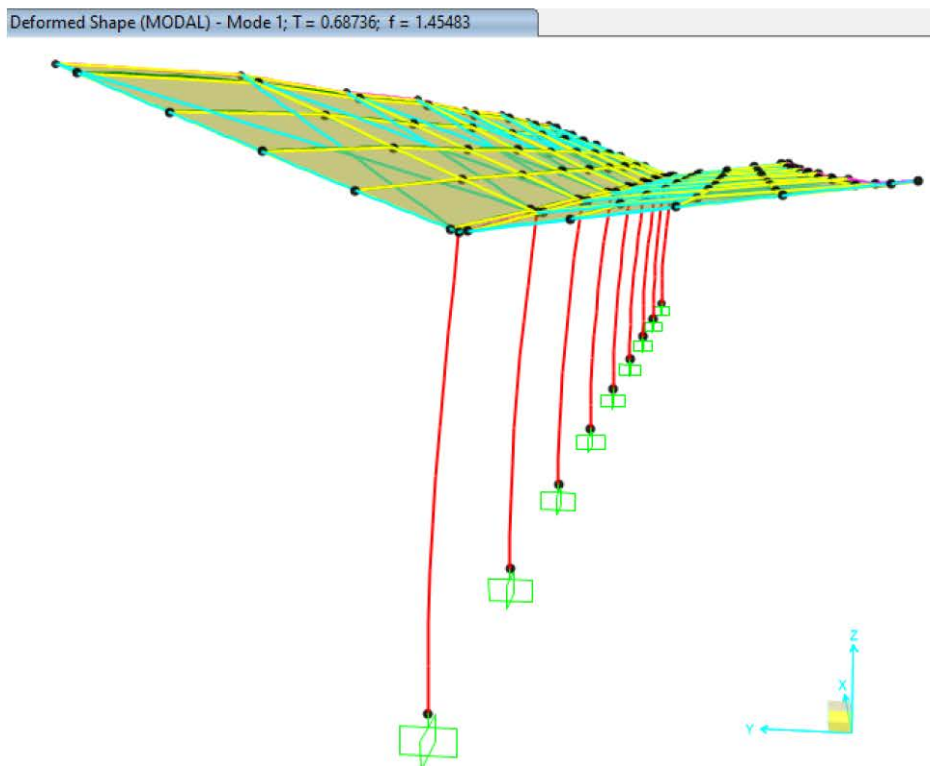 Deformed Shape (MODAL) - Mode 1; T = 0.68736; f = 1.45483
Z
X
Y